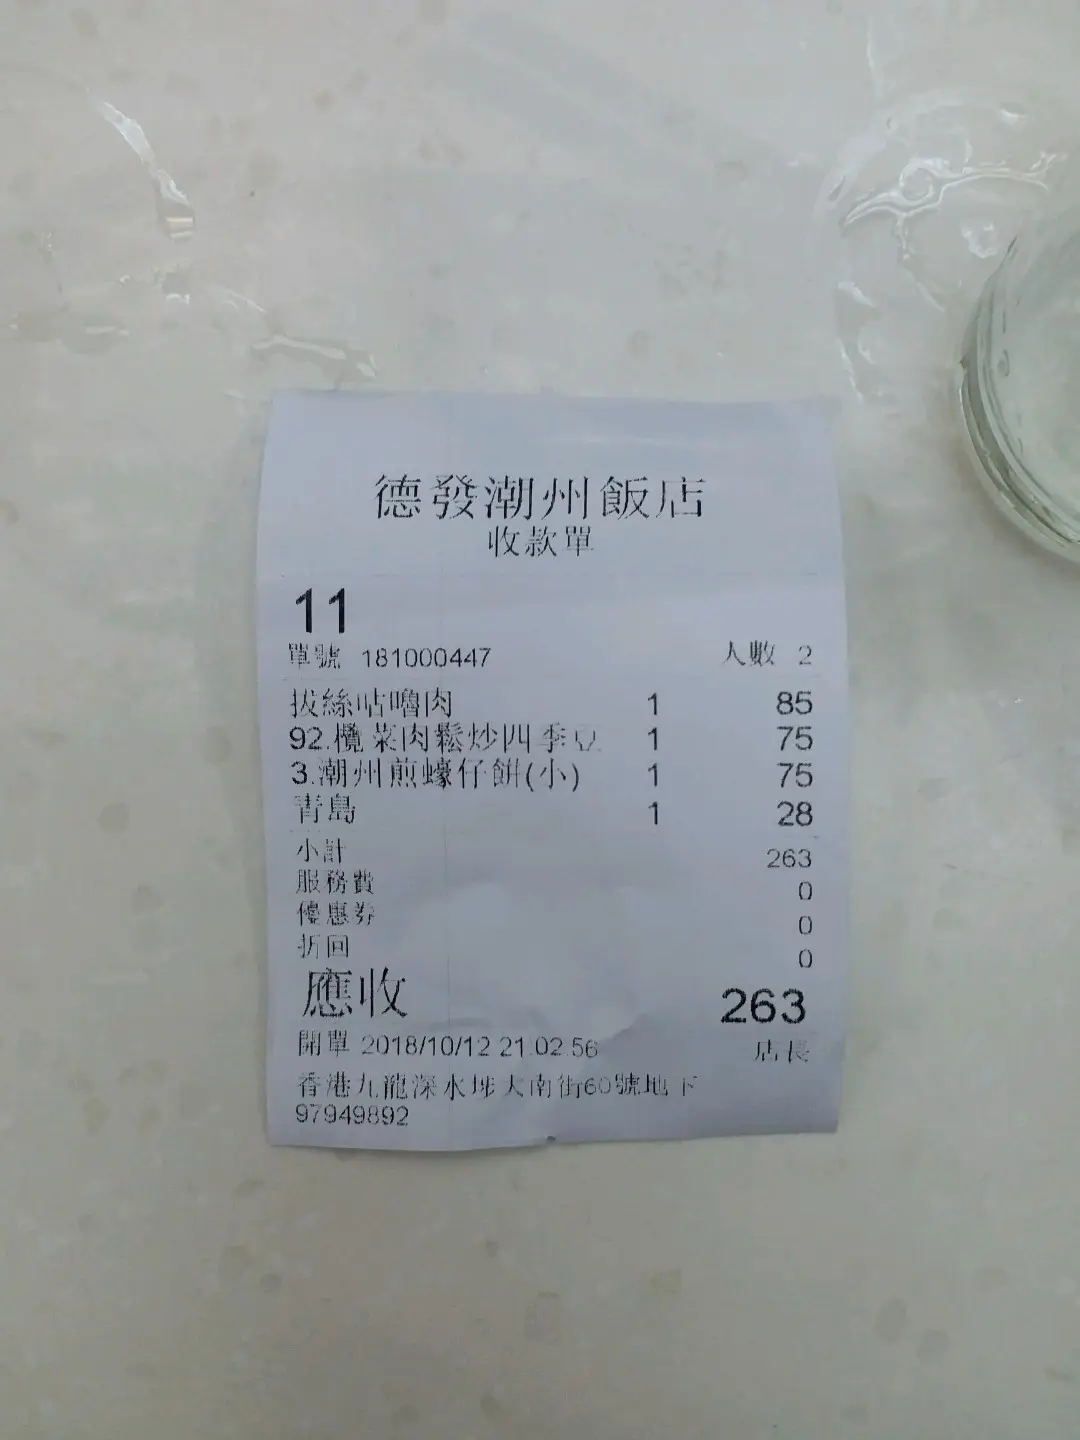 德發潮州飯店
收款單
11
單號 181000447 人數 2
拔絲咕嚕肉 1 85
92.欖菜肉鬆炒四季豆 1 75
3.潮州煎蠔仔餅(小) 1 75
青島 1 28
小計 263
服務費 0
優惠券 0
折回 0
應收 263
開單 2018/10/12 21:02:56 店長
香港九龍深水埗大南街60號地下
97949892